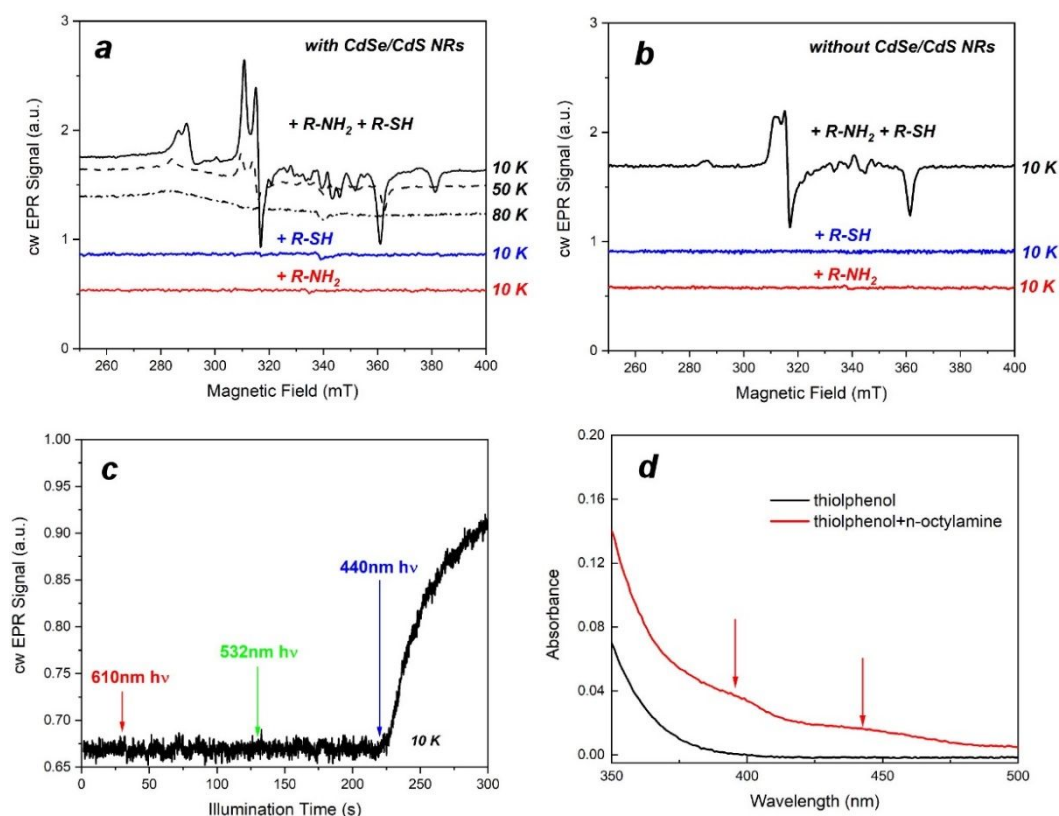 a
with CdSe/CdS NRs
+ R-NH2 + R-SH
10 K
50 K
80 K
+ R-SH
10 K
+ R-NH2
10 K
3
2
1
0
cw EPR Signal (a.u.)
260 280 300 320 340 360 380 400
Magnetic Field (mT)
b
without CdSe/CdS NRs
+ R-NH2 + R-SH
10 K
+ R-SH
10 K
+ R-NH2
10 K
3
2
1
0
cw EPR Signal (a.u.)
260 280 300 320 340 360 380 400
Magnetic Field (mT)
c
440nm hν
532nm hν
610nm hν
10 K
1.00
0.95
0.90
0.85
0.80
0.75
0.70
0.65
cw EPR Signal (a.u.)
0 50 100 150 200 250 300
Illumination Time (s)
d
thiolphenol
thiolphenol+n-octylamine
0.20
0.16
0.12
0.08
0.04
0.00
Absorbance
350 400 450 500
Wavelength (nm)